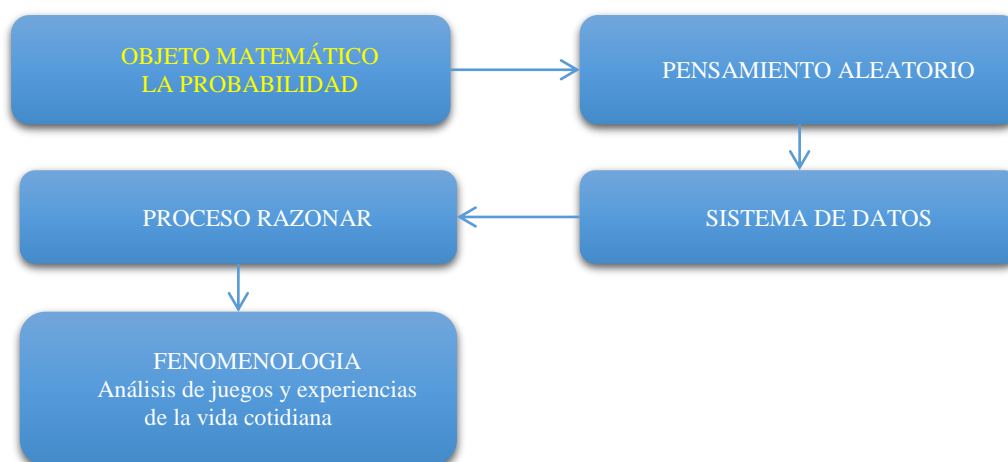 OBJETO MATEMÁTICO
LA PROBABILIDAD
PENSAMIENTO ALEATORIO
SISTEMA DE DATOS
PROCESO RAZONAR
FENOMENOLOGIA
Análisis de juegos y experiencias
de la vida cotidiana